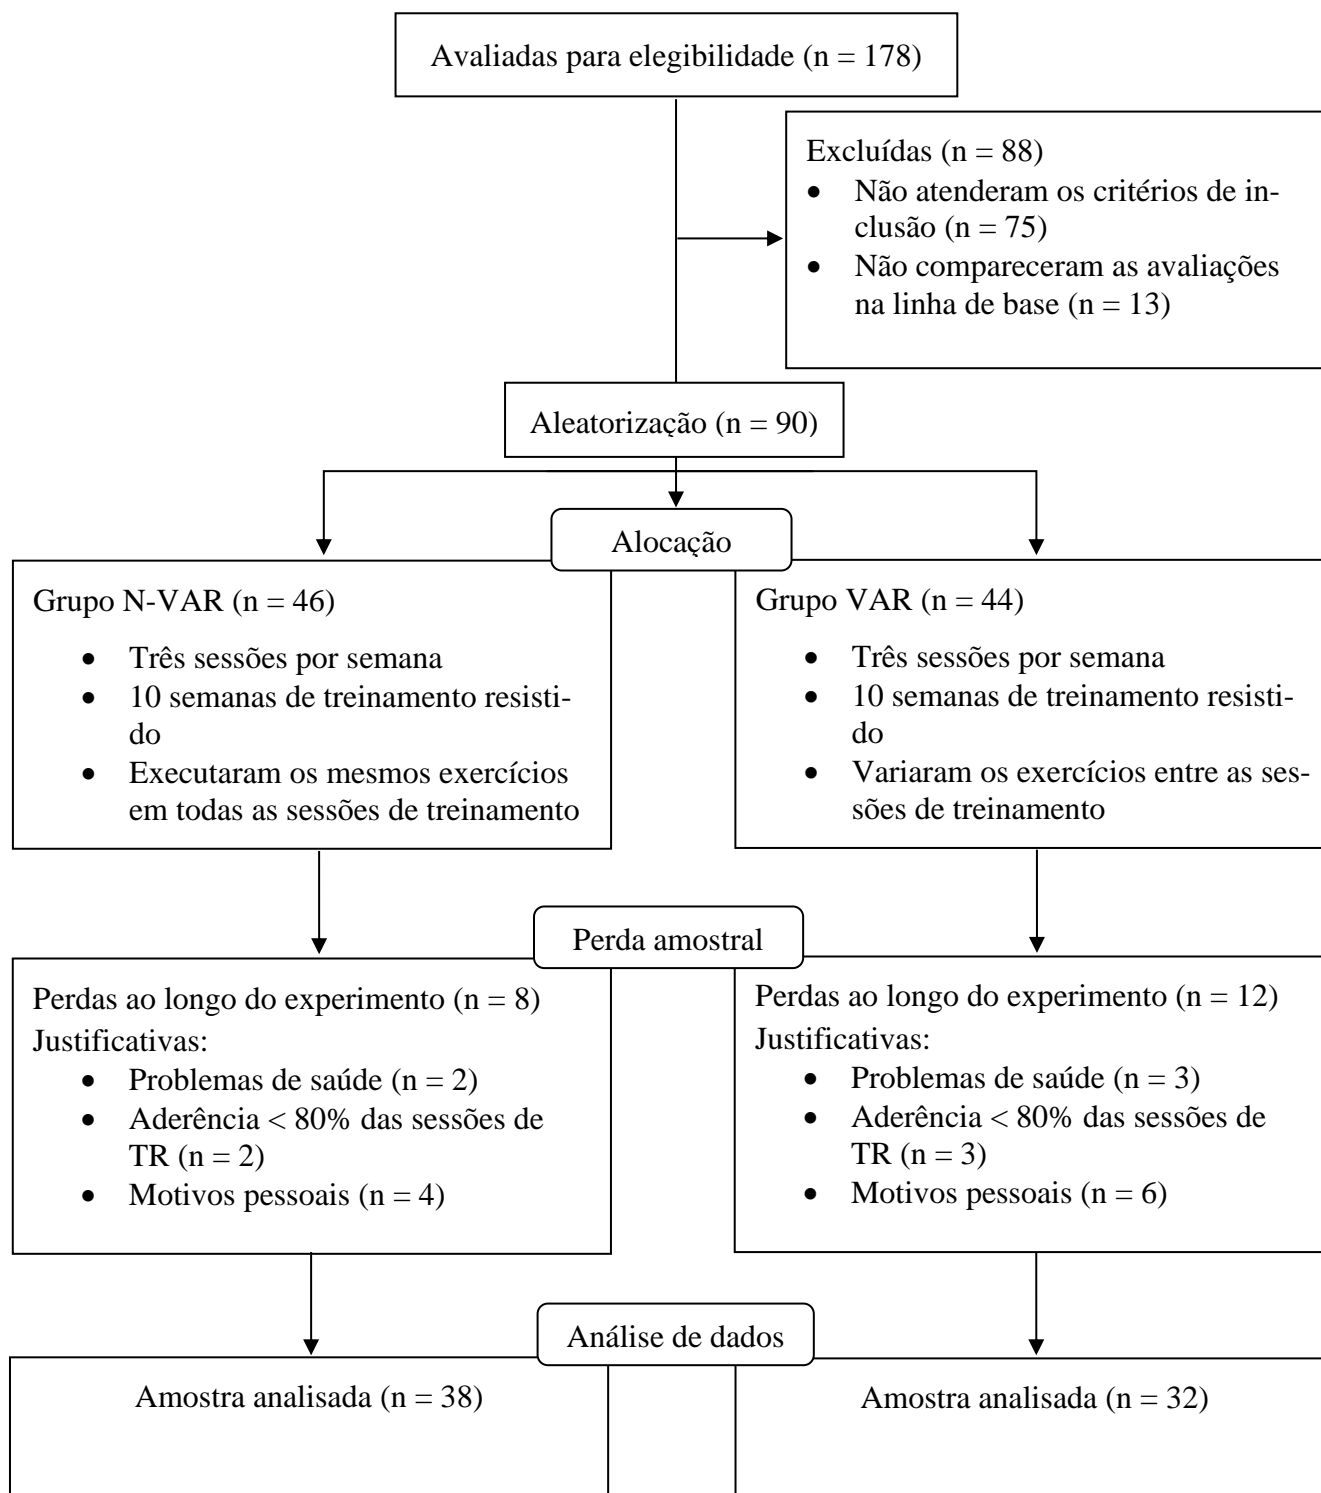 Avaliadas para elegibilidade (n = 178)
Excluídas (n = 88)
• Não atenderam os critérios de in-
clusão (n = 75)
• Não compareceram as avaliações
na linha de base (n = 13)
Aleatorização (n = 90)
Alocação
Grupo N-VAR (n = 46)
• Três sessões por semana
• 10 semanas de treinamento resisti-
do
• Executaram os mesmos exercícios
em todas as sessões de treinamento
Grupo VAR (n = 44)
• Três sessões por semana
• 10 semanas de treinamento resisti-
do
• Variaram os exercícios entre as ses-
sões de treinamento
Perda amostral
Perdas ao longo do experimento (n = 8)
Justificativas:
• Problemas de saúde (n = 2)
• Aderência < 80% das sessões de
TR (n = 2)
• Motivos pessoais (n = 4)
Perdas ao longo do experimento (n = 12)
Justificativas:
• Problemas de saúde (n = 3)
• Aderência < 80% das sessões de
TR (n = 3)
• Motivos pessoais (n = 6)
Análise de dados
Amostra analisada (n = 38)
Amostra analisada (n = 32)